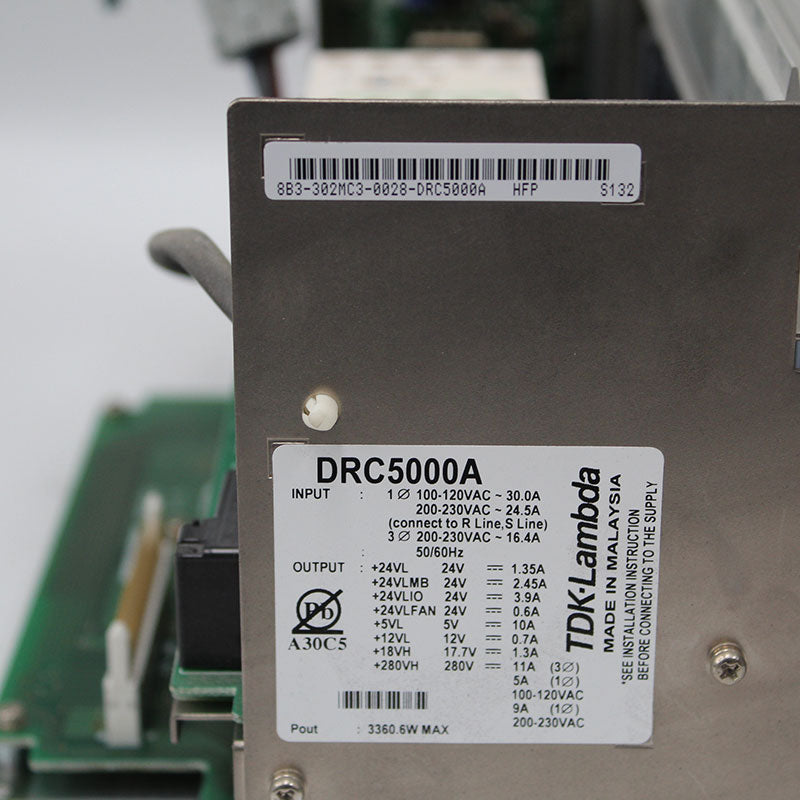 8B3-302MC3-0028-DRC5000A HFP S132
DRC5000A
INPUT : 1∅ 100-120VAC ~ 30.0A
200-230VAC ~ 24.5A
(connect to R Line,S Line)
3∅ 200-230VAC ~ 16.4A
: 50/60Hz
OUTPUT : +24VL 24V ⎓ 1.35A
+24VLMB 24V ⎓ 2.45A
+24VLIO 24V ⎓ 3.9A
+24VLFAN 24V ⎓ 0.6A
+5VL 5V ⎓ 10A
+12VL 12V ⎓ 0.7A
+18VH 17.7V ⎓ 1.3A
+280VH 280V ⎓ 11A (3∅)
5A (1∅)
100-120VAC
9A (1∅)
200-230VAC
Pb
A30C5
Pout : 3360.6W MAX
TDK-Lambda
MADE IN MALAYSIA
*SEE INSTALLATION INSTRUCTION
BEFORE CONNECTING TO THE SUPPLY